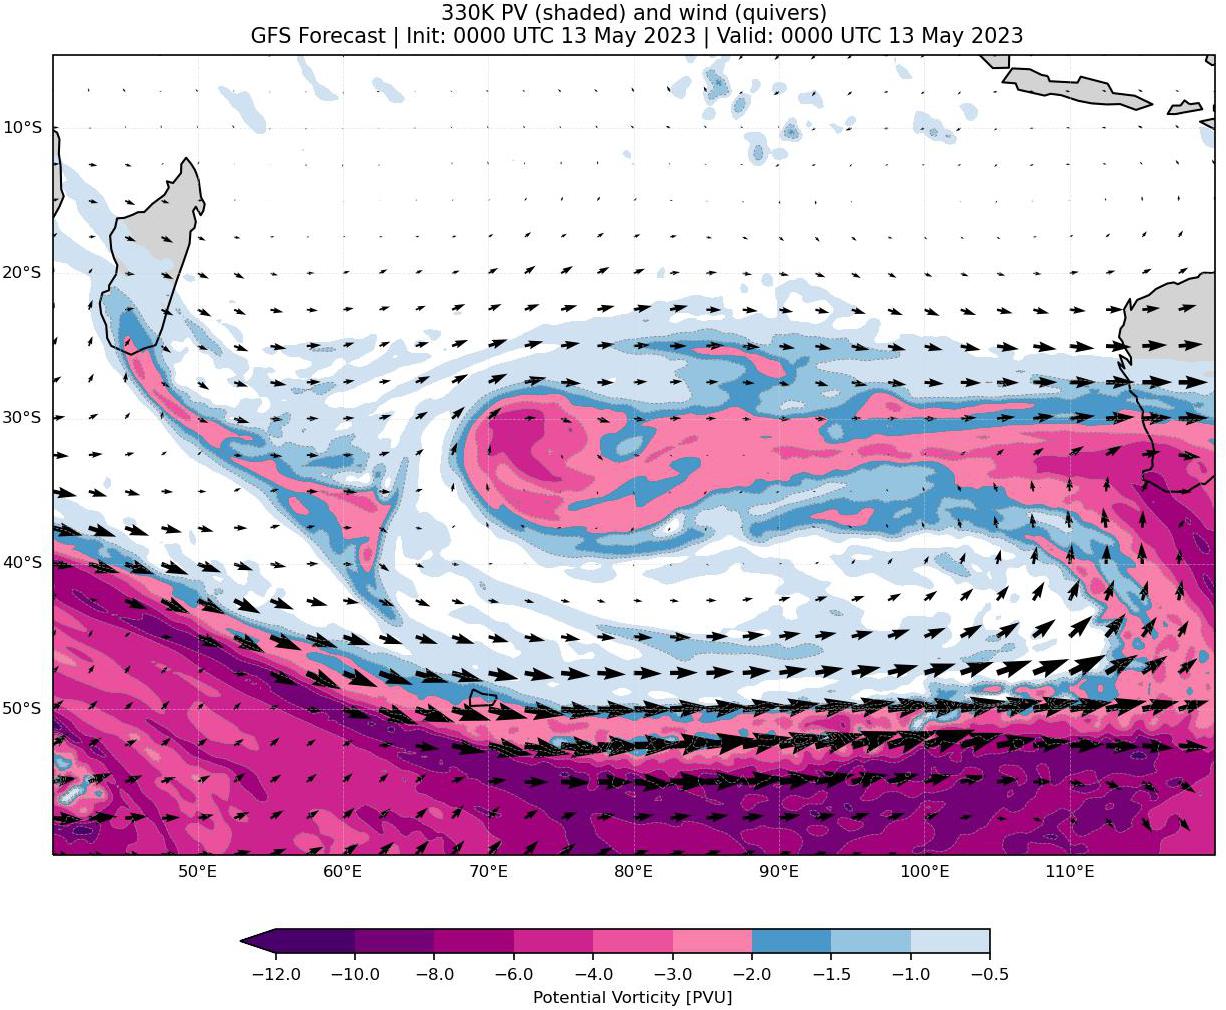 330K PV (shaded) and wind (quivers)
GFS Forecast | Init: 0000 UTC 13 May 2023 | Valid: 0000 UTC 13 May 2023
10°S
20°S
30°S
40°S
50°S
50°E 60°E 70°E 80°E 90°E 100°E 110°E
−12.0 −10.0 −8.0 −6.0 −4.0 −3.0 −2.0 −1.5 −1.0 −0.5
Potential Vorticity [PVU]